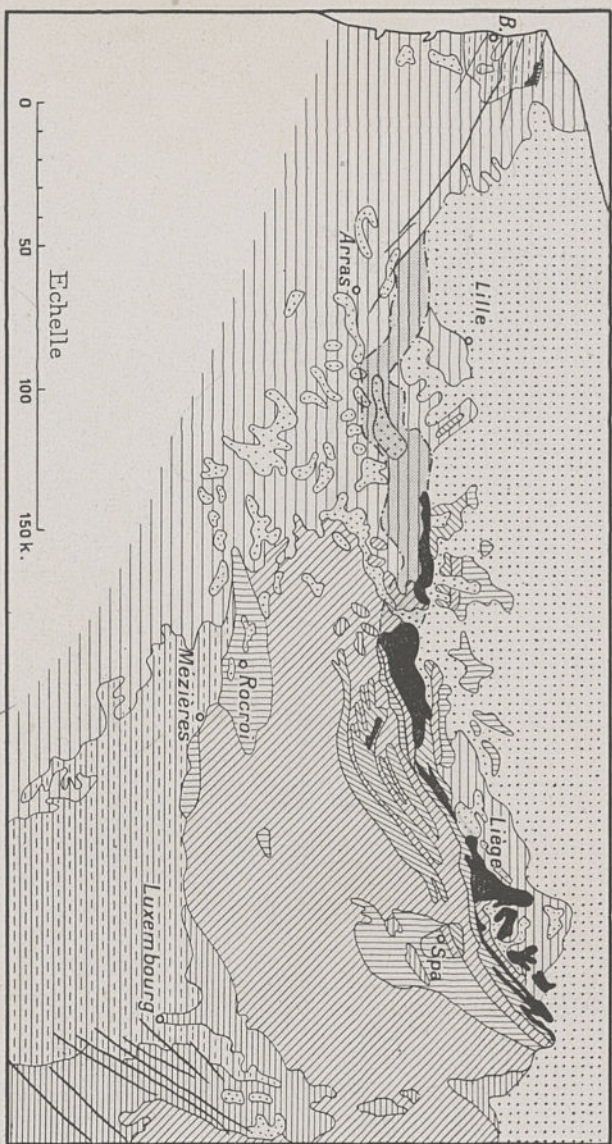 B.
Lille
Arras
Liège
Spa
Rocroi
Mézières
Luxembourg
0 50 100 150 k.
Echelle